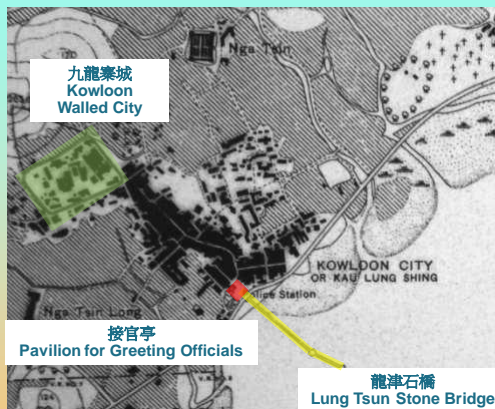 Nga Tsin
九龍寨城
Kowloon
Walled City
KOWLOON CITY
OR KAU LUNG SHING
Police Station
Nga Tsin Long
接官亭
Pavilion for Greeting Officials
龍津石橋
Lung Tsun Stone Bridge